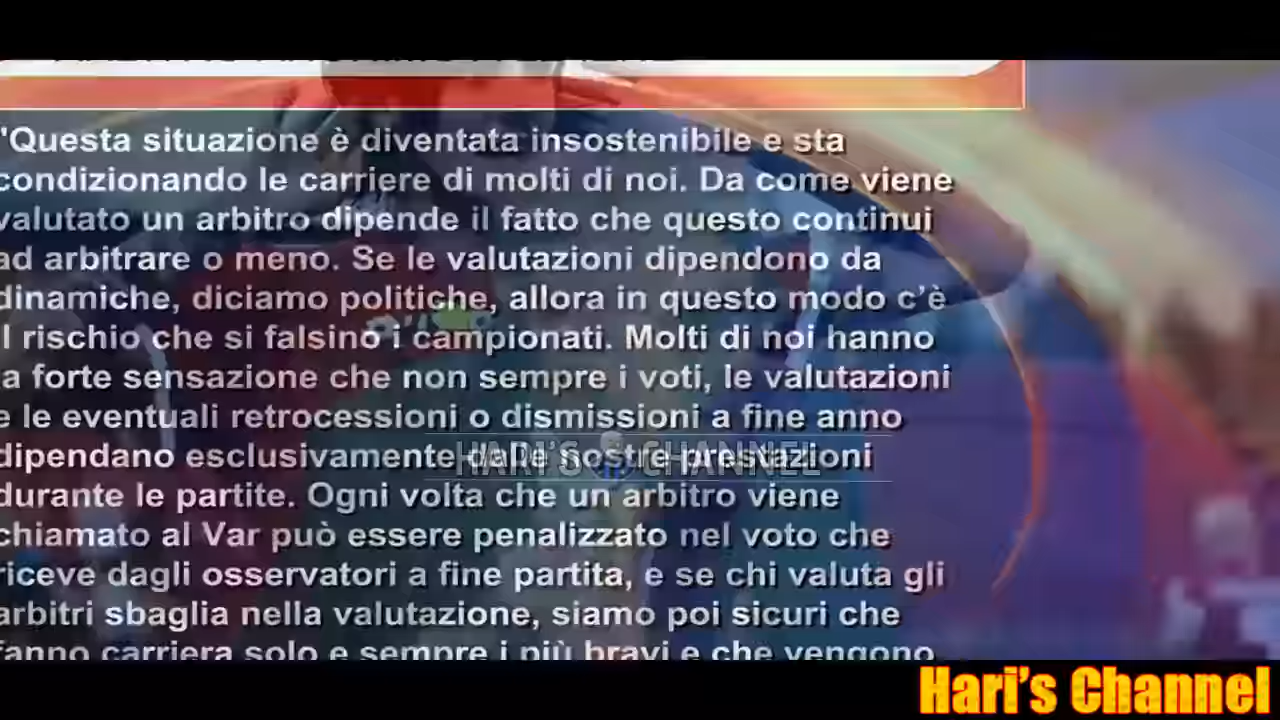 "Questa situazione è diventata insostenibile e sta
condizionando le carriere di molti di noi. Da come viene
valutato un arbitro dipende il fatto che questo continui
ad arbitrare o meno. Se le valutazioni dipendono da
dinamiche, diciamo politiche, allora in questo modo c'è
il rischio che si falsino i campionati. Molti di noi hanno
la forte sensazione che non sempre i voti, le valutazioni
e le eventuali retrocessioni o dismissioni a fine anno
dipendano esclusivamente dalle nostre prestazioni
HARI'S CHANNEL
durante le partite. Ogni volta che un arbitro viene
chiamato al Var può essere penalizzato nel voto che
riceve dagli osservatori a fine partita, e se chi valuta gli
arbitri sbaglia nella valutazione, siamo poi sicuri che
fanno carriera solo e sempre i più bravi e che vengono
Hari's Channel